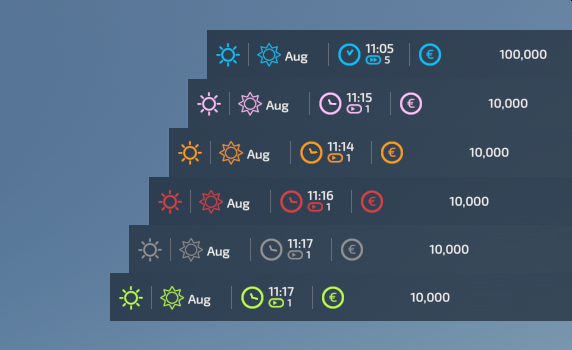 Aug 11:05 5 € 100,000
Aug 11:15 1 € 10,000
Aug 11:14 1 € 10,000
Aug 11:16 1 € 10,000
Aug 11:17 1 € 10,000
Aug 11:17 1 € 10,000